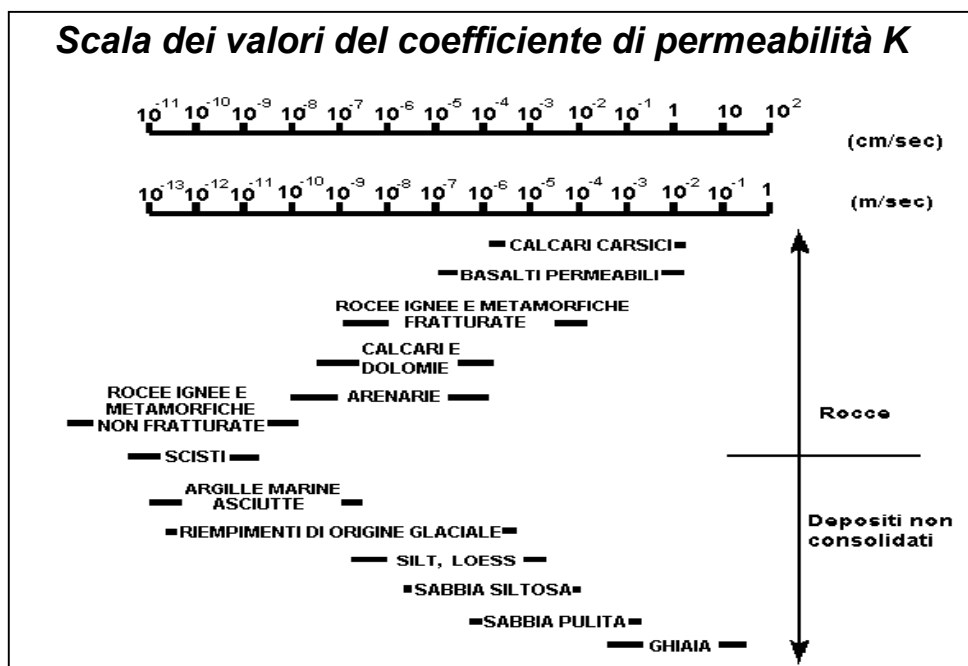 Scala dei valori del coefficiente di permeabilità K
10^-11 10^-10 10^-9 10^-8 10^-7 10^-6 10^-5 10^-4 10^-3 10^-2 10^-1 1 10 10^2
(cm/sec)
10^-13 10^-12 10^-11 10^-10 10^-9 10^-8 10^-7 10^-6 10^-5 10^-4 10^-3 10^-2 10^-1 1
(m/sec)
CALCARI CARSICI
BASALTI PERMEABILI
ROCEE IGNEE E METAMORFICHE
FRATTURATE
CALCARI E
DOLOMIE
ROCEE IGNEE E
METAMORFICHE
NON FRATTURATE
ARENARIE
Rocce
SCISTI
ARGILLE MARINE
ASCIUTTE
RIEMPIMENTI DI ORIGINE GLACIALE
Depositi non
consolidati
SILT, LOESS
SABBIA SILTOSA
SABBIA PULITA
GHIAIA